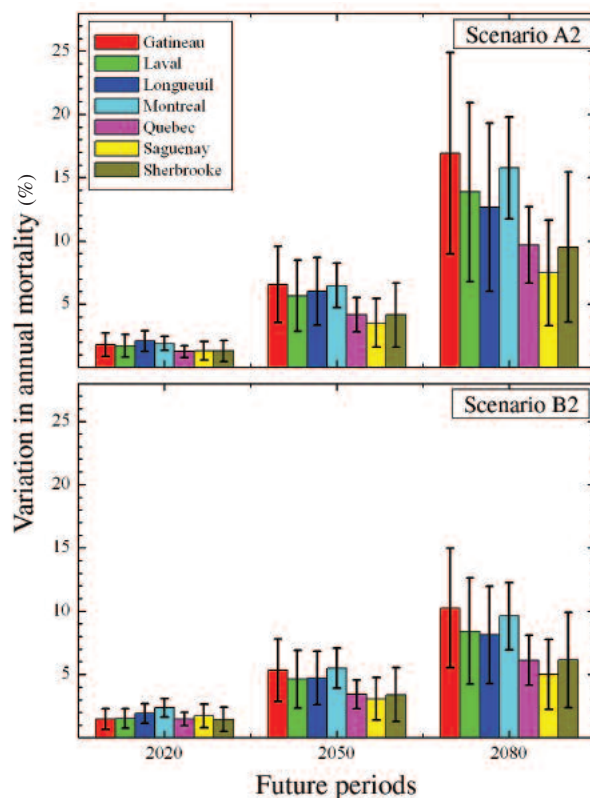 Scenario A2
Gatineau
Laval
Longueuil
Montreal
Quebec
Saguenay
Sherbrooke
25
20
15
10
5
Variation in annual mortality (%)
Scenario B2
25
20
15
10
5
2020
2050
2080
Future periods